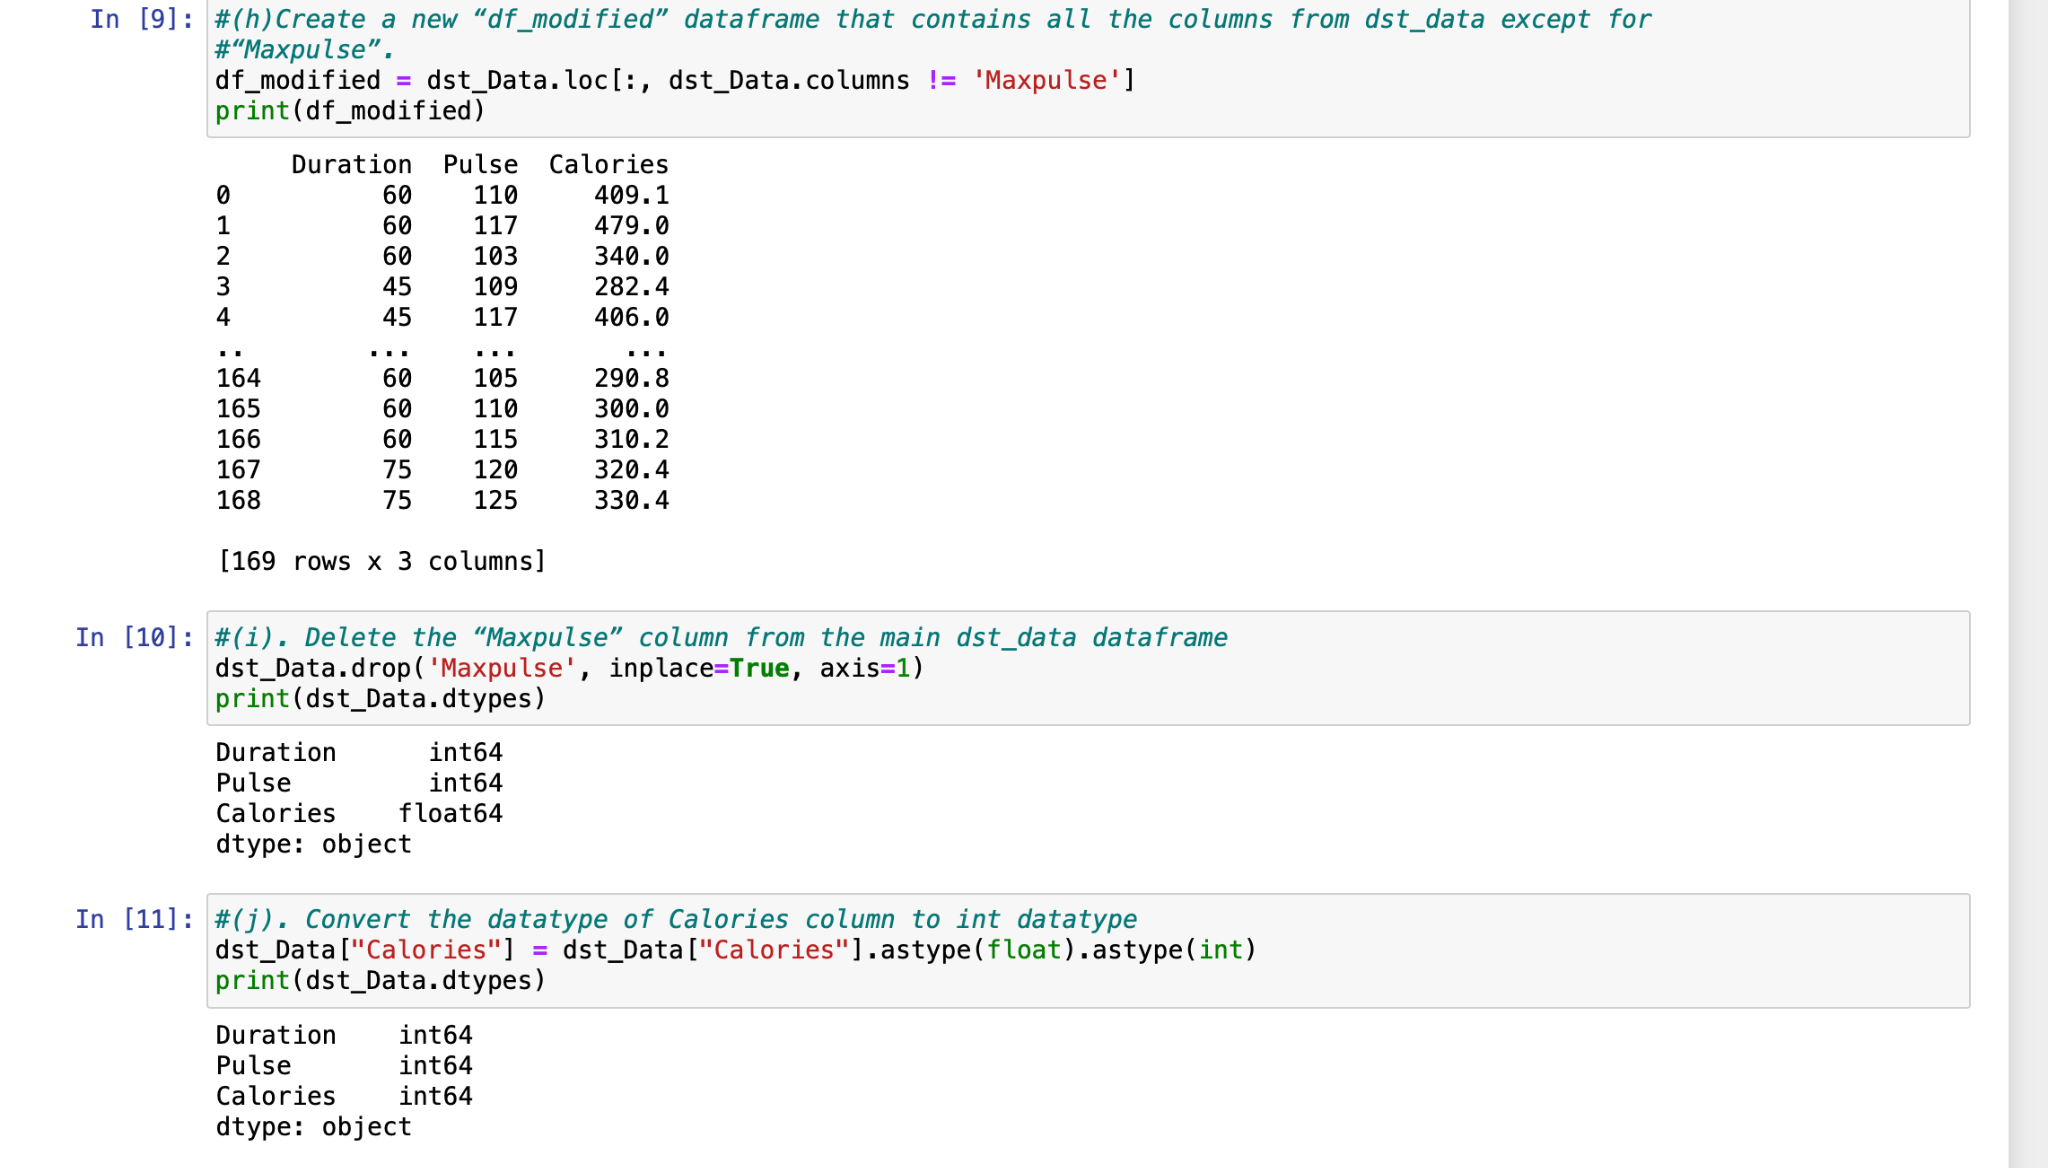 In [9]: #(h)Create a new “df_modified” dataframe that contains all the columns from dst_data except for
#“Maxpulse”.
df_modified = dst_Data.loc[:, dst_Data.columns != 'Maxpulse']
print(df_modified)
     Duration  Pulse  Calories
0          60    110     409.1
1          60    117     479.0
2          60    103     340.0
3          45    109     282.4
4          45    117     406.0
..        ...    ...       ...
164        60    105     290.8
165        60    110     300.0
166        60    115     310.2
167        75    120     320.4
168        75    125     330.4
[169 rows x 3 columns]
In [10]: #(i). Delete the “Maxpulse” column from the main dst_data dataframe
dst_Data.drop('Maxpulse', inplace=True, axis=1)
print(dst_Data.dtypes)
Duration      int64
Pulse         int64
Calories    float64
dtype: object
In [11]: #(j). Convert the datatype of Calories column to int datatype
dst_Data["Calories"] = dst_Data["Calories"].astype(float).astype(int)
print(dst_Data.dtypes)
Duration    int64
Pulse       int64
Calories    int64
dtype: object